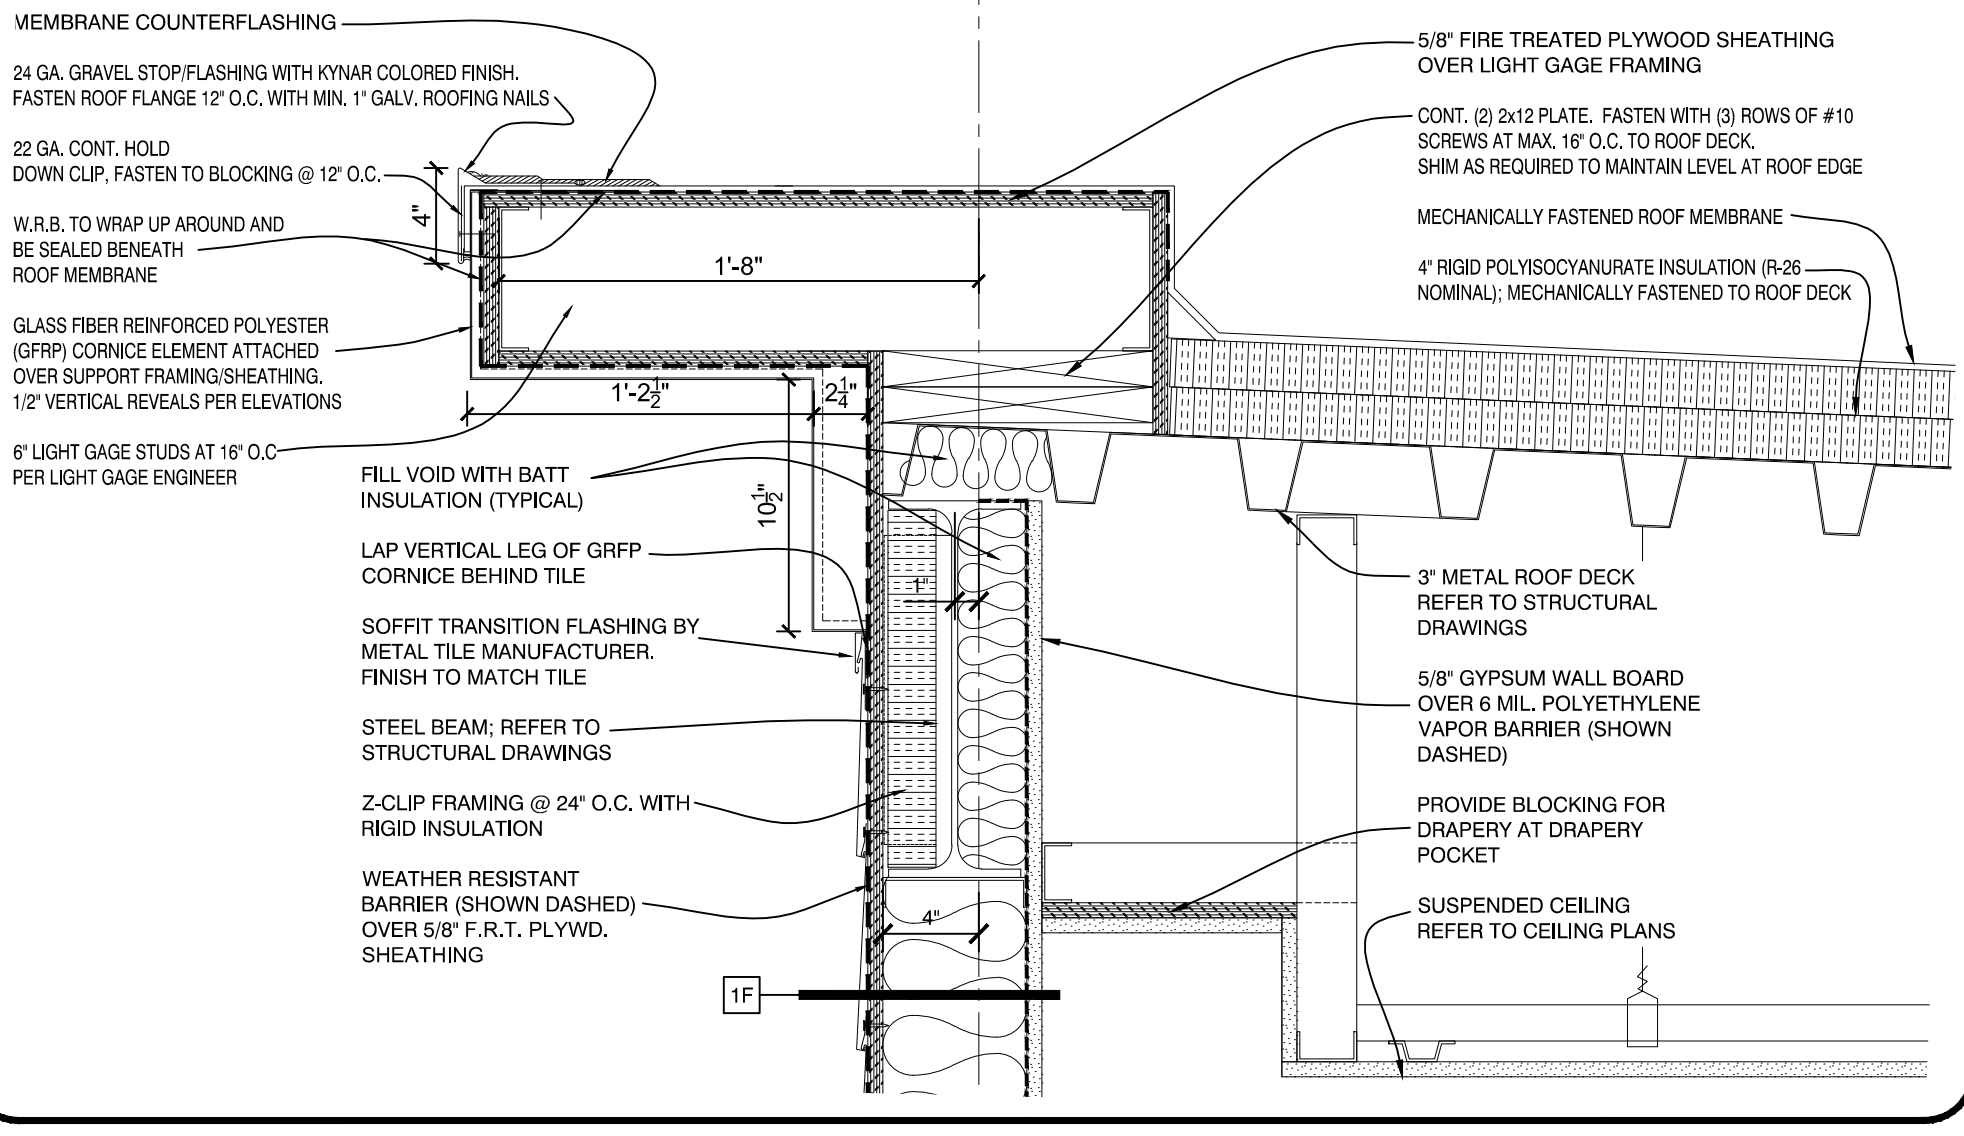 MEMBRANE COUNTERFLASHING
24 GA. GRAVEL STOP/FLASHING WITH KYNAR COLORED FINISH.
FASTEN ROOF FLANGE 12" O.C. WITH MIN. 1" GALV. ROOFING NAILS
22 GA. CONT. HOLD
DOWN CLIP, FASTEN TO BLOCKING @ 12" O.C.
W.R.B. TO WRAP UP AROUND AND
BE SEALED BENEATH
ROOF MEMBRANE
GLASS FIBER REINFORCED POLYESTER
(GFRP) CORNICE ELEMENT ATTACHED
OVER SUPPORT FRAMING/SHEATHING.
1/2" VERTICAL REVEALS PER ELEVATIONS
6" LIGHT GAGE STUDS AT 16" O.C
PER LIGHT GAGE ENGINEER
FILL VOID WITH BATT
INSULATION (TYPICAL)
LAP VERTICAL LEG OF GRFP
CORNICE BEHIND TILE
SOFFIT TRANSITION FLASHING BY
METAL TILE MANUFACTURER.
FINISH TO MATCH TILE
STEEL BEAM; REFER TO
STRUCTURAL DRAWINGS
Z-CLIP FRAMING @ 24" O.C. WITH
RIGID INSULATION
WEATHER RESISTANT
BARRIER (SHOWN DASHED)
OVER 5/8" F.R.T. PLYWD.
SHEATHING
4"
1'-8"
1'-2 1/2"
2 1/4"
10 1/2"
1"
4"
1F
5/8" FIRE TREATED PLYWOOD SHEATHING
OVER LIGHT GAGE FRAMING
CONT. (2) 2x12 PLATE. FASTEN WITH (3) ROWS OF #10
SCREWS AT MAX. 16" O.C. TO ROOF DECK.
SHIM AS REQUIRED TO MAINTAIN LEVEL AT ROOF EDGE
MECHANICALLY FASTENED ROOF MEMBRANE
4" RIGID POLYISOCYANURATE INSULATION (R-26
NOMINAL); MECHANICALLY FASTENED TO ROOF DECK
3" METAL ROOF DECK
REFER TO STRUCTURAL
DRAWINGS
5/8" GYPSUM WALL BOARD
OVER 6 MIL. POLYETHYLENE
VAPOR BARRIER (SHOWN
DASHED)
PROVIDE BLOCKING FOR
DRAPERY AT DRAPERY
POCKET
SUSPENDED CEILING
REFER TO CEILING PLANS